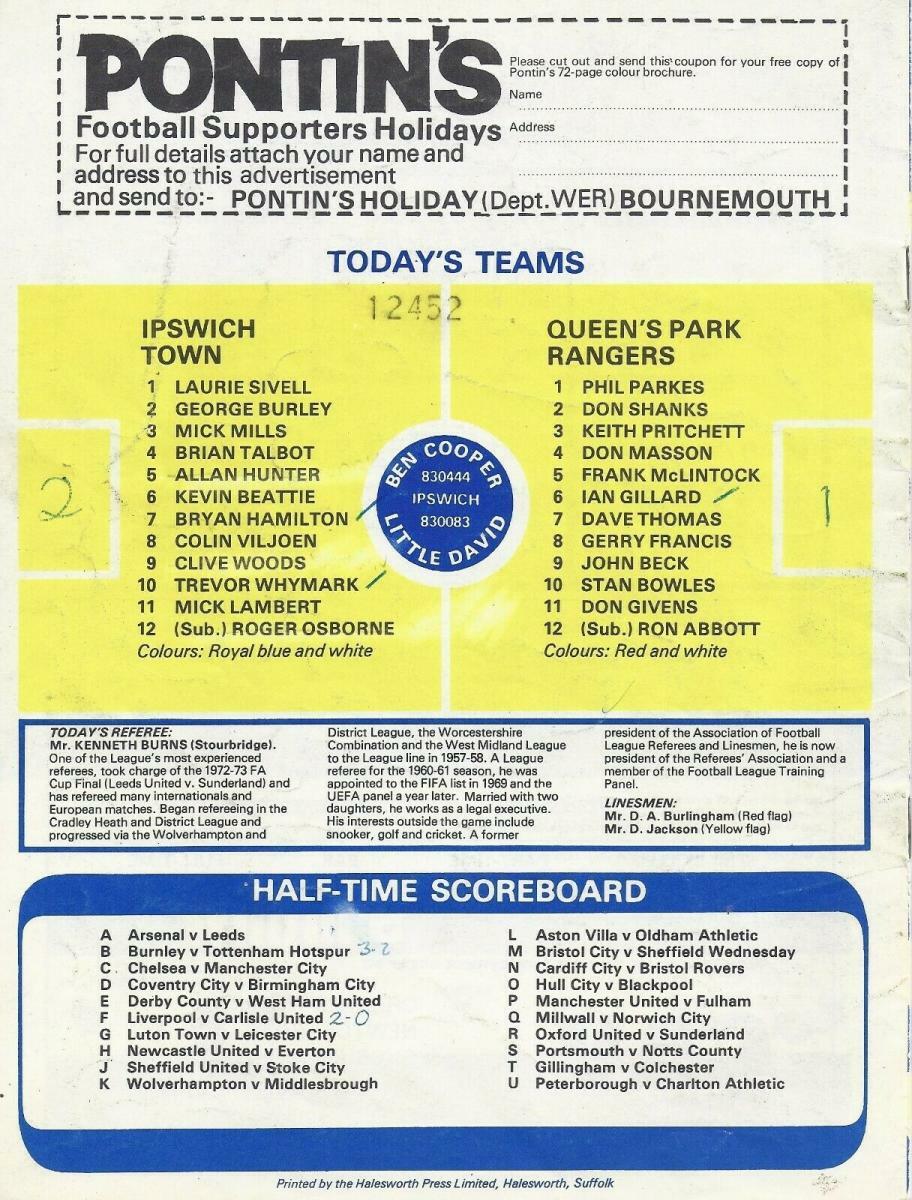 PONTIN'S
Football Supporters Holidays
For full details attach your name and
address to this advertisement
and send to:- PONTIN'S HOLIDAY (Dept. WER) BOURNEMOUTH
Please cut out and send this coupon for your free copy of
Pontin's 72-page colour brochure.
Name
Address
TODAY'S TEAMS
12452
IPSWICH
TOWN
1 LAURIE SIVELL
2 GEORGE BURLEY
3 MICK MILLS
4 BRIAN TALBOT
5 ALLAN HUNTER
6 KEVIN BEATTIE
7 BRYAN HAMILTON
8 COLIN VILJOEN
9 CLIVE WOODS
10 TREVOR WHYMARK
11 MICK LAMBERT
12 (Sub.) ROGER OSBORNE
Colours: Royal blue and white
2
BEN COOPER
830444
IPSWICH
830083
LITTLE DAVID
QUEEN'S PARK
RANGERS
1 PHIL PARKES
2 DON SHANKS
3 KEITH PRITCHETT
4 DON MASSON
5 FRANK McLINTOCK
6 IAN GILLARD
7 DAVE THOMAS
8 GERRY FRANCIS
9 JOHN BECK
10 STAN BOWLES
11 DON GIVENS
12 (Sub.) RON ABBOTT
Colours: Red and white
1
TODAY'S REFEREE:
Mr. KENNETH BURNS (Stourbridge).
One of the League's most experienced
referees, took charge of the 1972-73 FA
Cup Final (Leeds United v. Sunderland) and
has refereed many internationals and
European matches. Began refereeing in the
Cradley Heath and District League and
progressed via the Wolverhampton and
District League, the Worcestershire
Combination and the West Midland League
to the League line in 1957-58. A League
referee for the 1960-61 season, he was
appointed to the FIFA list in 1969 and the
UEFA panel a year later. Married with two
daughters, he works as a legal executive.
His interests outside the game include
snooker, golf and cricket. A former
president of the Association of Football
League Referees and Linesmen, he is now
president of the Referees' Association and a
member of the Football League Training
Panel.
LINESMEN:
Mr. D. A. Burlingham (Red flag)
Mr. D. Jackson (Yellow flag)
HALF-TIME SCOREBOARD
A Arsenal v Leeds
B Burnley v Tottenham Hotspur 3-2
C Chelsea v Manchester City
D Coventry City v Birmingham City
E Derby County v West Ham United
F Liverpool v Carlisle United 2-0
G Luton Town v Leicester City
H Newcastle United v Everton
J Sheffield United v Stoke City
K Wolverhampton v Middlesbrough
L Aston Villa v Oldham Athletic
M Bristol City v Sheffield Wednesday
N Cardiff City v Bristol Rovers
O Hull City v Blackpool
P Manchester United v Fulham
Q Millwall v Norwich City
R Oxford United v Sunderland
S Portsmouth v Notts County
T Gillingham v Colchester
U Peterborough v Charlton Athletic
Printed by the Halesworth Press Limited, Halesworth, Suffolk